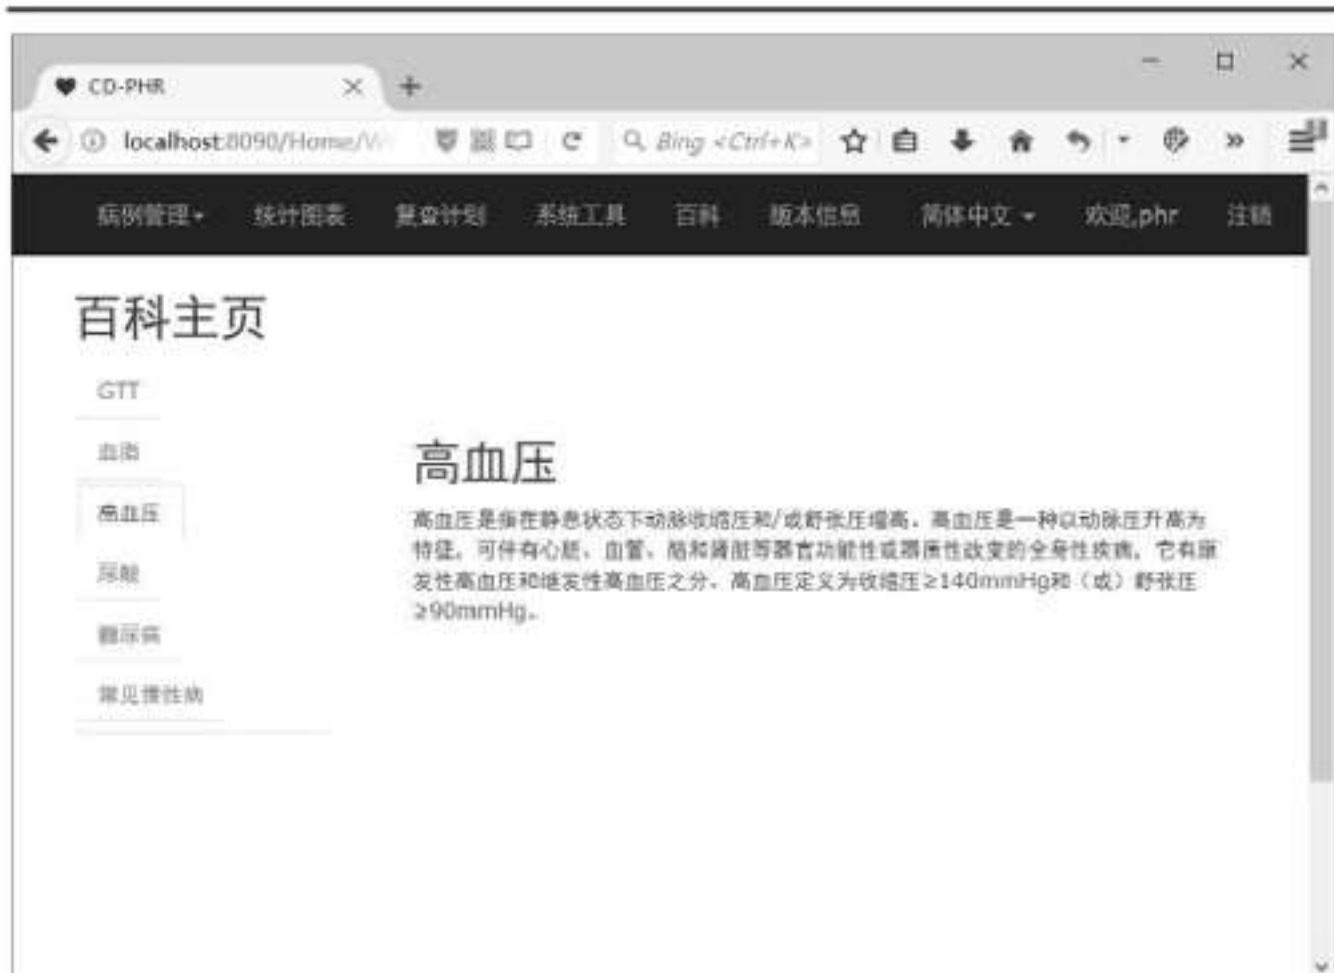 CD-PHR
localhost:8090/Home/W
Bing <Ctrl+K>
病例管理 统计图表 复查计划 系统工具 百科 版本信息 简体中文 欢迎,phr 注销
百科主页
GTT
血脂
高血压
尿酸
糖尿病
常见慢性病
高血压
高血压是指在静息状态下动脉收缩压和/或舒张压增高。高血压是一种以动脉压升高为
特征，可伴有心脏、血管、脑和肾脏等器官功能性或器质性改变的全身性疾病，它有原
发性高血压和继发性高血压之分。高血压定义为收缩压≥140mmHg和（或）舒张压
≥90mmHg。